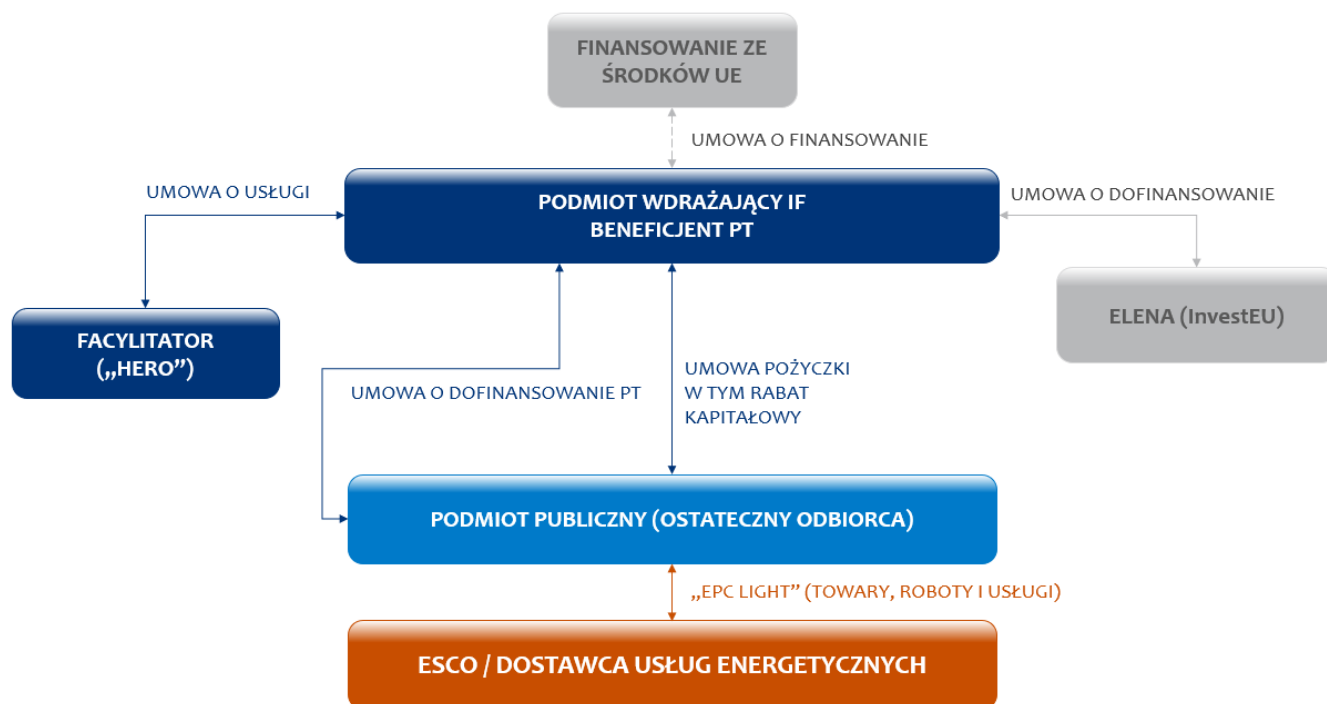 FINANSOWANIE ZE
ŚRODKÓW UE
UMOWA O FINANSOWANIE
UMOWA O USŁUGI
PODMIOT WDRAŻAJĄCY IF
BENEFICJENT PT
UMOWA O DOFINANSOWANIE
FACYLITATOR
(„HERO”)
ELENA (InvestEU)
UMOWA O DOFINANSOWANIE PT
UMOWA POŻYCZKI
W TYM RABAT
KAPITAŁOWY
PODMIOT PUBLICZNY (OSTATECZNY ODBIORCA)
„EPC LIGHT” (TOWARY, ROBOTY I USŁUGI)
ESCO / DOSTAWCA USŁUG ENERGETYCZNYCH